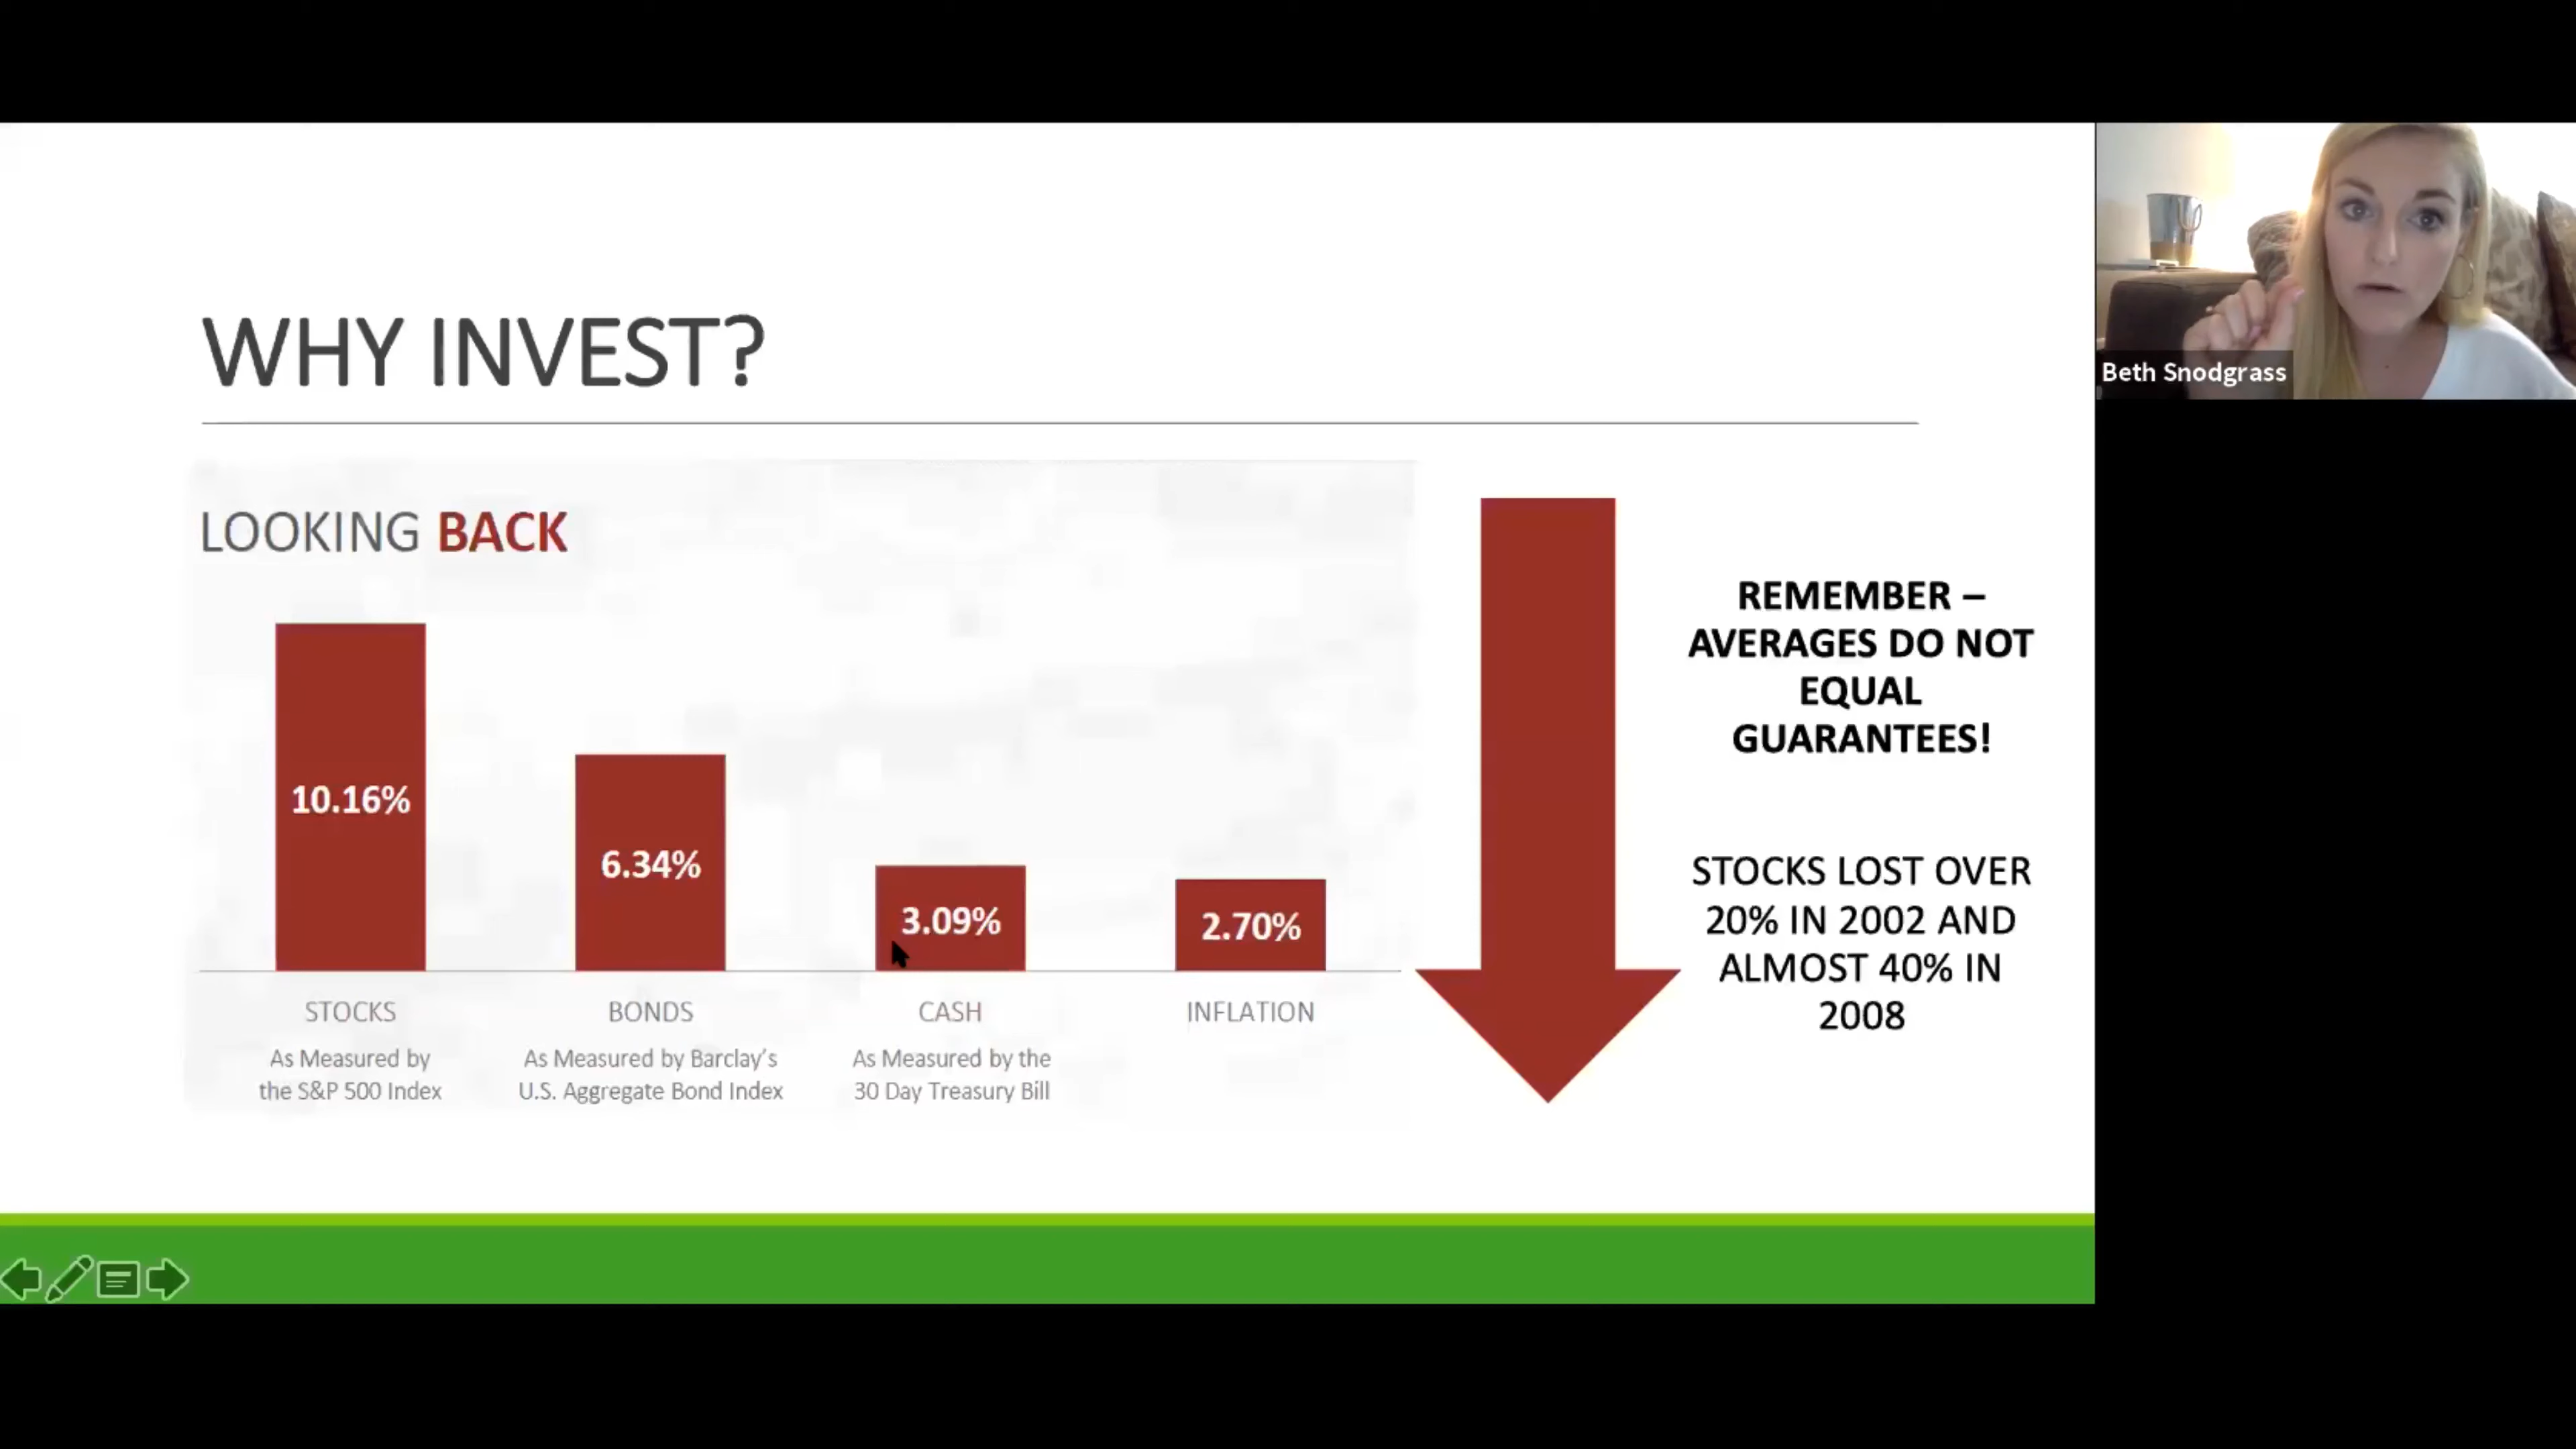 WHY INVEST?
Beth Snodgrass
LOOKING BACK
10.16%
6.34%
3.09%
2.70%
STOCKS
BONDS
CASH
INFLATION
As Measured by
the S&P 500 Index
As Measured by Barclay's
U.S. Aggregate Bond Index
As Measured by the
30 Day Treasury Bill
REMEMBER –
AVERAGES DO NOT
EQUAL
GUARANTEES!
STOCKS LOST OVER
20% IN 2002 AND
ALMOST 40% IN
2008